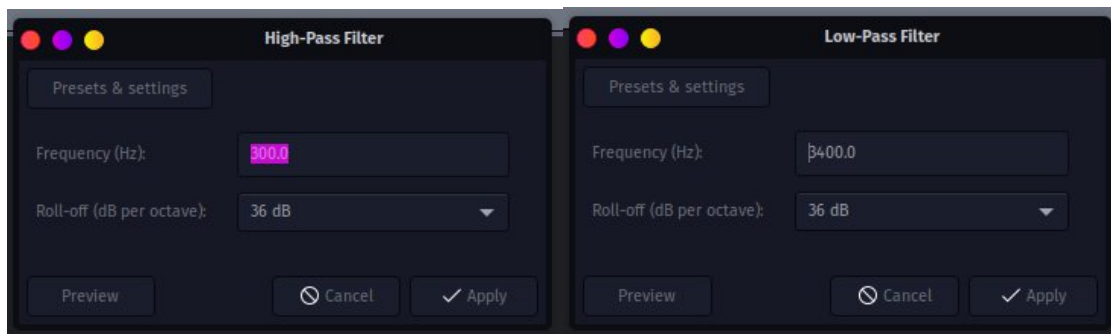 High-Pass Filter
Presets & settings
Frequency (Hz):
300.0
Roll-off (dB per octave):
36 dB
Preview
Cancel
Apply
Low-Pass Filter
Presets & settings
Frequency (Hz):
3400.0
Roll-off (dB per octave):
36 dB
Preview
Cancel
Apply